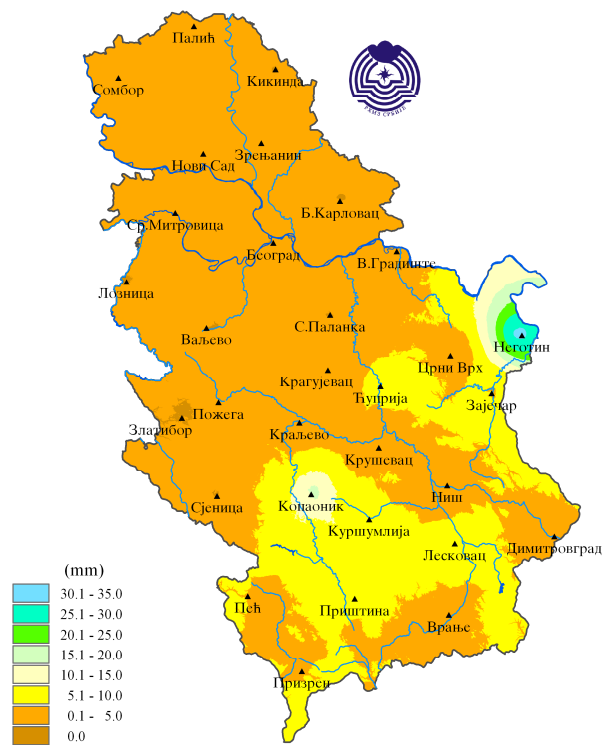 Палић
Кикинда
Сомбор
РХМЗ СРБИЈЕ
Зрењанин
Нови Сад
Б.Карловац
Ср.Митровица
Београд
В.Градиште
Лозница
С.Паланка
Ваљево
Неготин
Црни Врх
Крагујевац
Ћуприја
Зајечар
Пожега
Златибор
Краљево
Крушевац
Ниш
Сјеница
Копаоник
Куршумлија
Димитровград
Лесковац
Пећ
Приштина
Врање
Призрен
(mm)
30.1 - 35.0
25.1 - 30.0
20.1 - 25.0
15.1 - 20.0
10.1 - 15.0
5.1 - 10.0
0.1 - 5.0
0.0